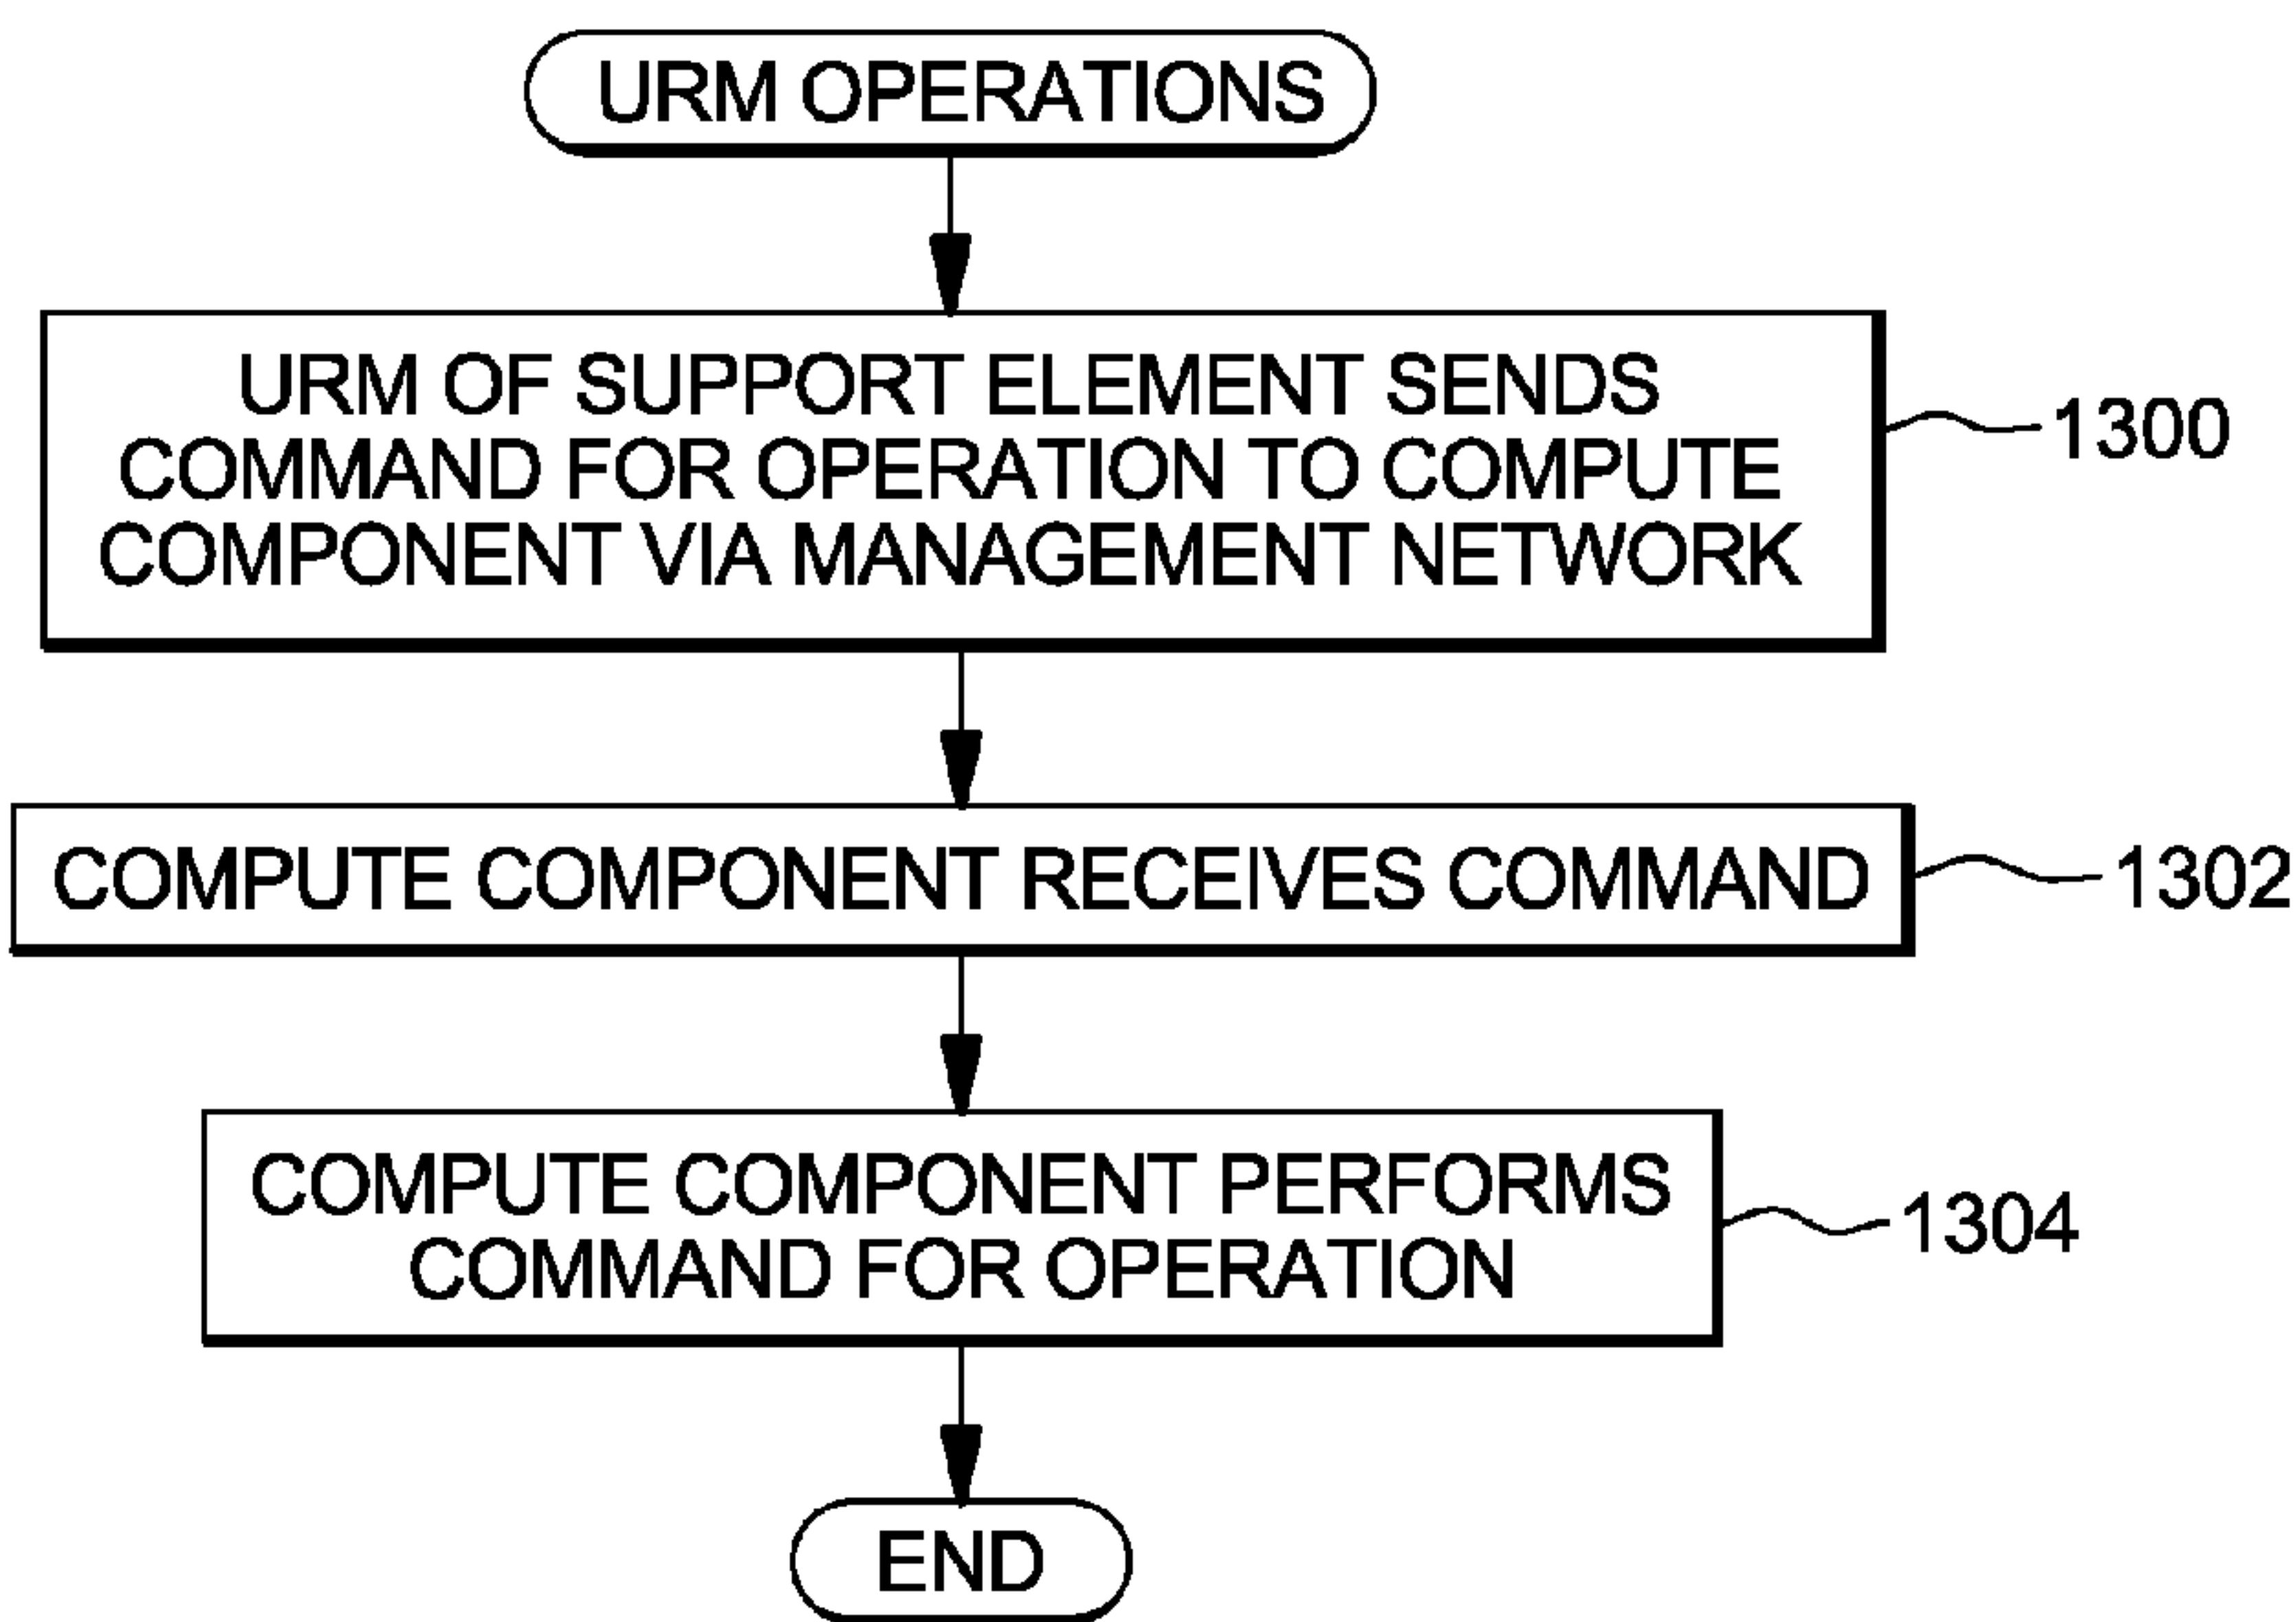 URM OPERATIONS
URM OF SUPPORT ELEMENT SENDS
COMMAND FOR OPERATION TO COMPUTE
COMPONENT VIA MANAGEMENT NETWORK
1300
COMPUTE COMPONENT RECEIVES COMMAND
1302
COMPUTE COMPONENT PERFORMS
COMMAND FOR OPERATION
1304
END